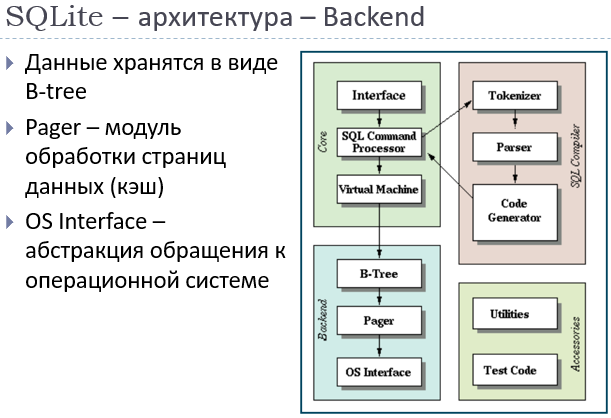 SQLite – архитектура – Backend
Данные хранятся в виде
B-tree
Pager – модуль
обработки страниц
данных (кэш)
OS Interface –
абстракция обращения к
операционной системе
Core
Interface
SQL Command
Processor
Virtual Machine
SQL Compiler
Tokenizer
Parser
Code
Generator
Backend
B-Tree
Pager
OS Interface
Accessories
Utilities
Test Code